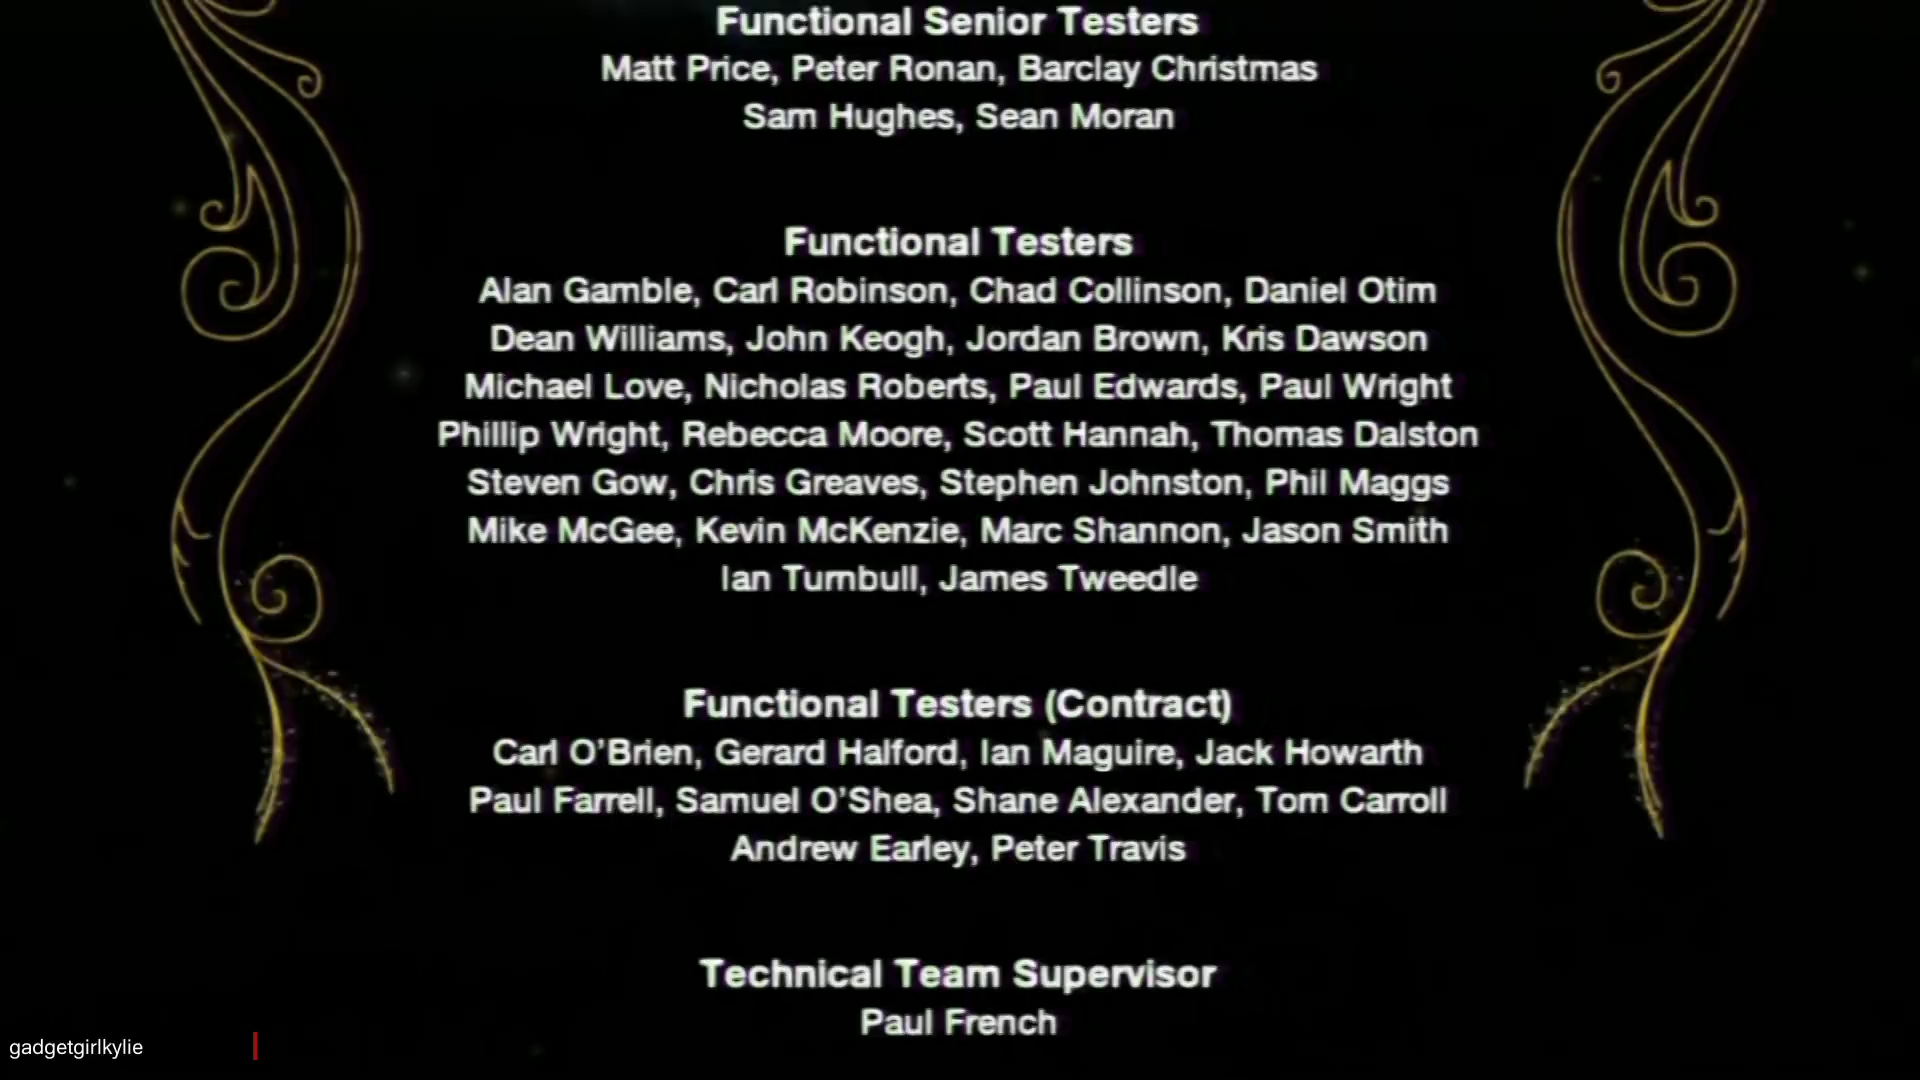 Functional Senior Testers
Matt Price, Peter Ronan, Barclay Christmas
Sam Hughes, Sean Moran
Functional Testers
Alan Gamble, Carl Robinson, Chad Collinson, Daniel Otim
Dean Williams, John Keogh, Jordan Brown, Kris Dawson
Michael Love, Nicholas Roberts, Paul Edwards, Paul Wright
Phillip Wright, Rebecca Moore, Scott Hannah, Thomas Dalston
Steven Gow, Chris Greaves, Stephen Johnston, Phil Maggs
Mike McGee, Kevin McKenzie, Marc Shannon, Jason Smith
Ian Turnbull, James Tweedle
Functional Testers (Contract)
Carl O'Brien, Gerard Halford, Ian Maguire, Jack Howarth
Paul Farrell, Samuel O'Shea, Shane Alexander, Tom Carroll
Andrew Earley, Peter Travis
Technical Team Supervisor
Paul French
gadgetgirlkylie